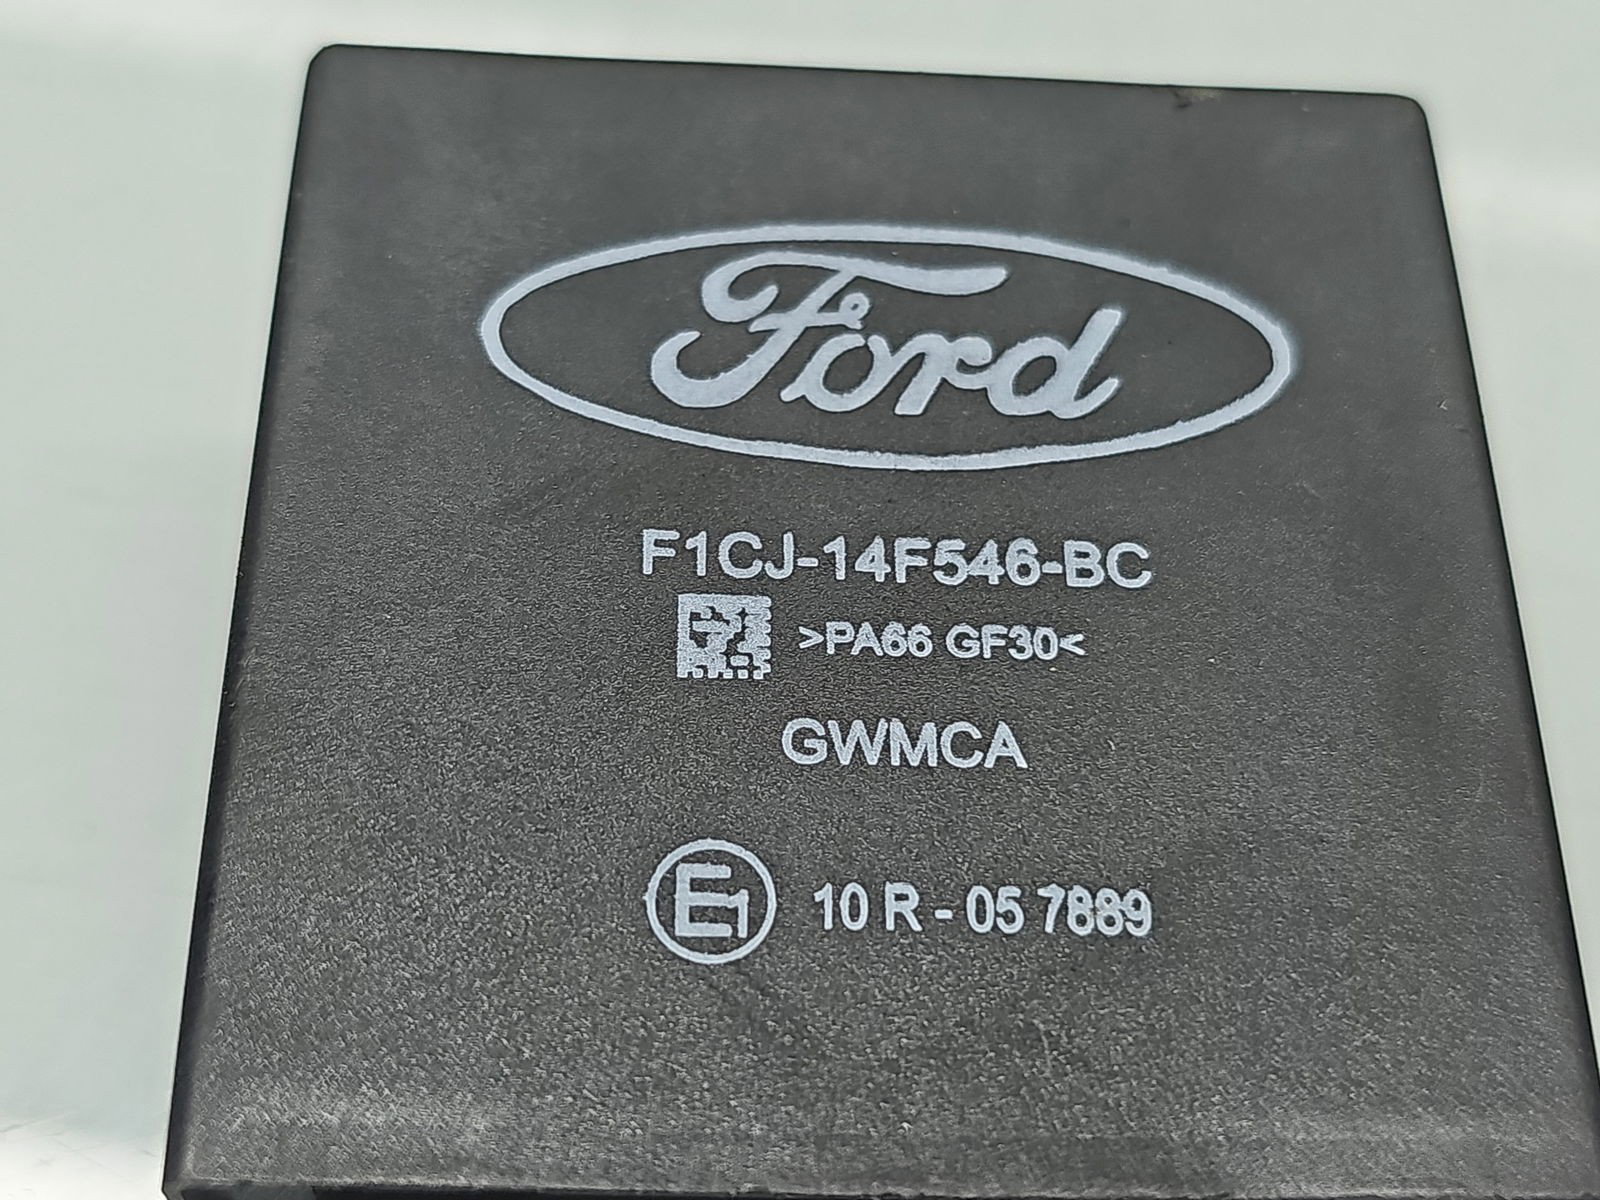 Ford
F1CJ-14F546-BC
>PA66 GF30<
GWMCA
E1 10 R - 05 7889